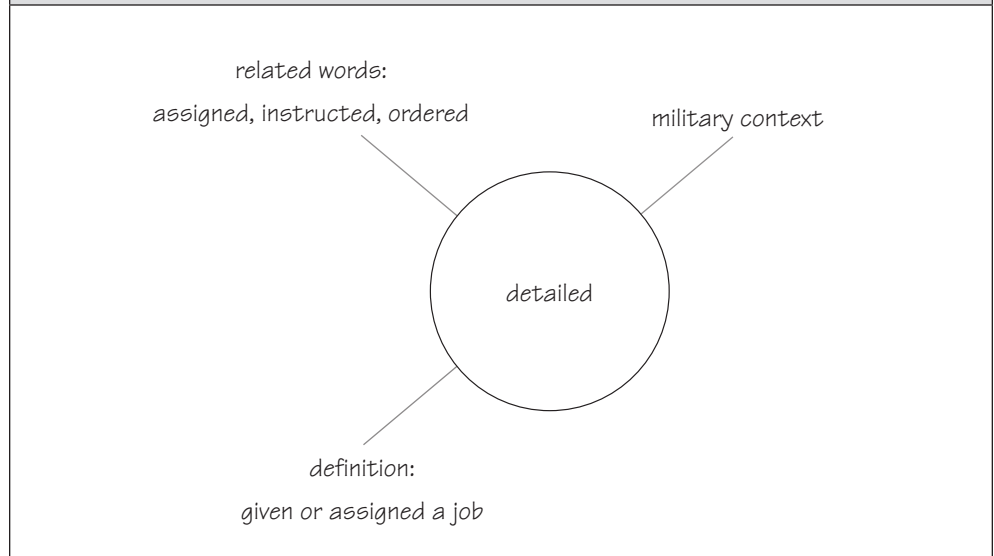 related words:
assigned, instructed, ordered
military context
detailed
definition:
given or assigned a job